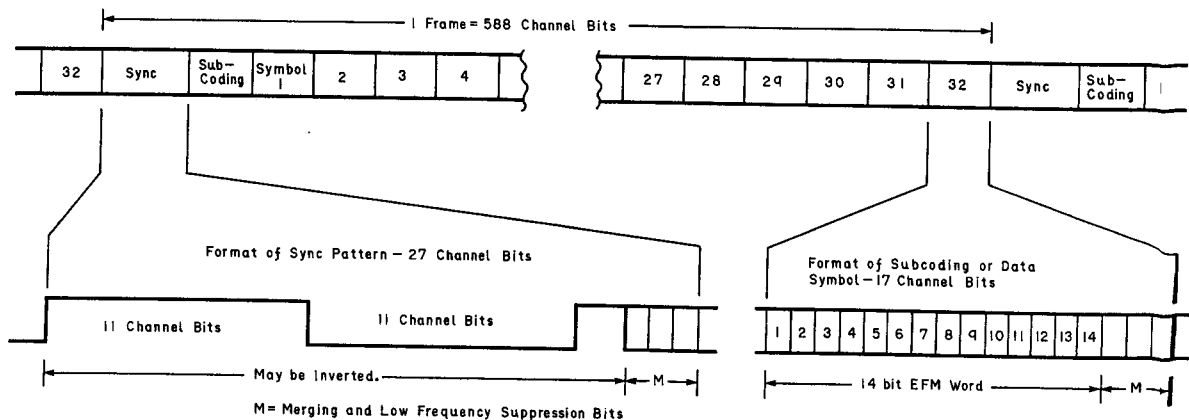 1 Frame = 588 Channel Bits
32 Sync Sub-Coding Symbol 1 2 3 4 27 28 29 30 31 32 Sync Sub-Coding 1
Format of Sync Pattern – 27 Channel Bits
Format of Subcoding or Data
Symbol – 17 Channel Bits
11 Channel Bits 11 Channel Bits 1 2 3 4 5 6 7 8 9 10 11 12 13 14
May be Inverted. M 14 bit EFM Word M
M = Merging and Low Frequency Suppression Bits